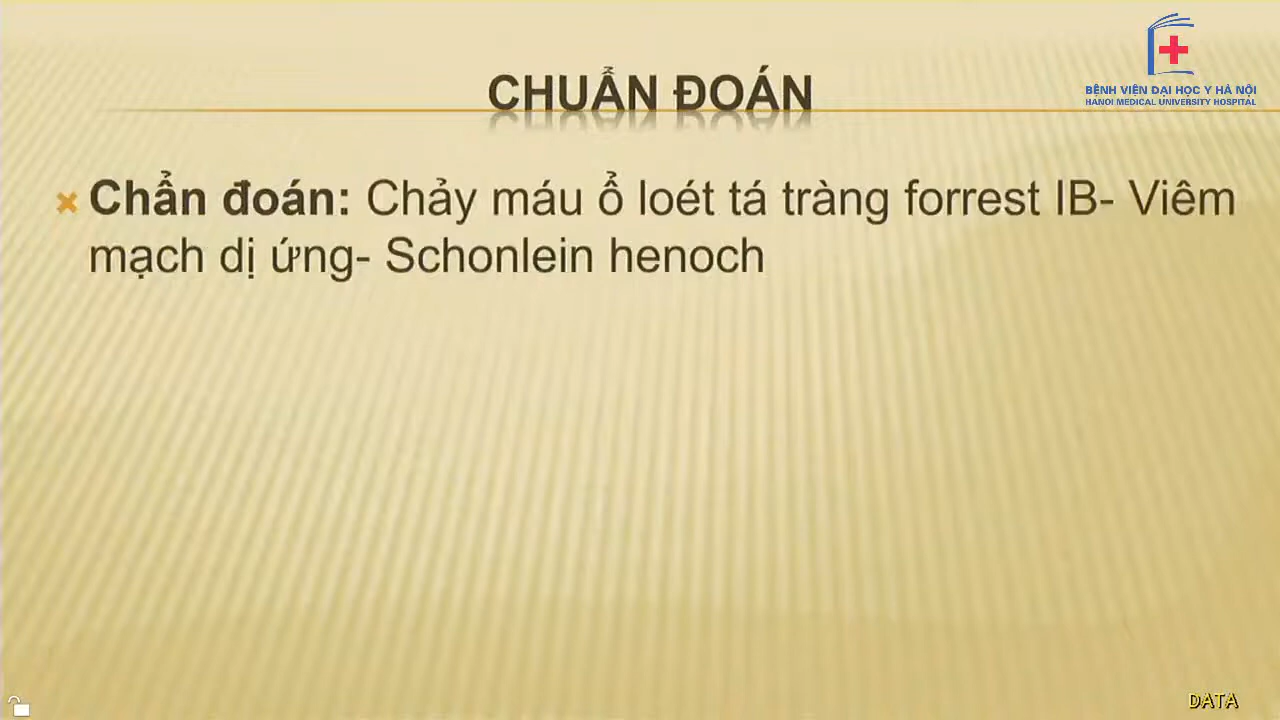 BỆNH VIỆN ĐẠI HỌC Y HÀ NỘI
HANOI MEDICAL UNIVERSITY HOSPITAL
CHUẨN ĐOÁN
Chẩn đoán: Chảy máu ổ loét tá tràng forrest IB- Viêm
mạch dị ứng- Schonlein henoch
DATA